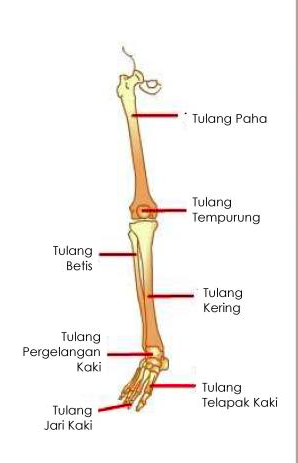 Tulang Paha
Tulang
Tempurung
Tulang
Betis
Tulang
Kering
Tulang
Pergelangan
Kaki
Tulang
Telapak Kaki
Tulang
Jari Kaki